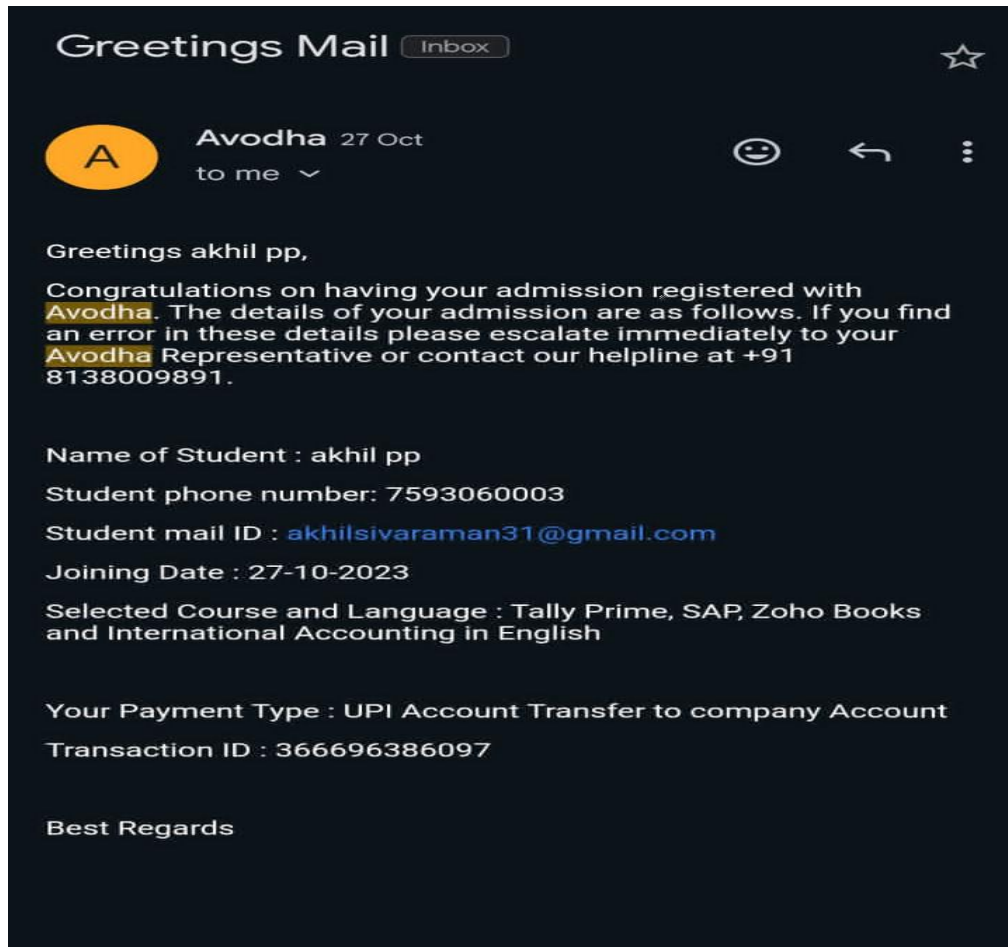 Greetings Mail Inbox
A
Avodha 27 Oct
to me
Greetings akhil pp,
Congratulations on having your admission registered with
Avodha. The details of your admission are as follows. If you find
an error in these details please escalate immediately to your
Avodha Representative or contact our helpline at +91
8138009891.
Name of Student : akhil pp
Student phone number: 7593060003
Student mail ID : akhilsivaraman31@gmail.com
Joining Date : 27-10-2023
Selected Course and Language : Tally Prime, SAP, Zoho Books
and International Accounting in English
Your Payment Type : UPI Account Transfer to company Account
Transaction ID : 366696386097
Best Regards